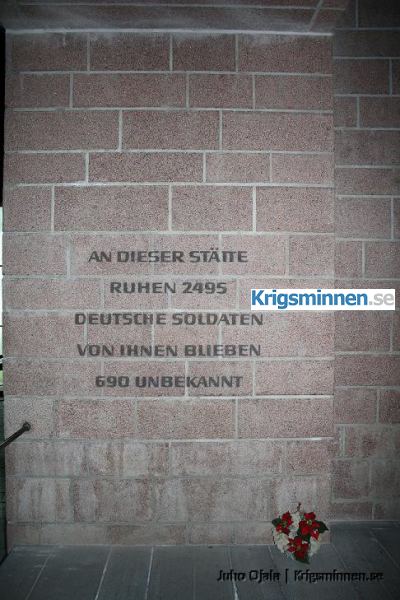 AN DIESER STÄTTE
RUHEN 2495
DEUTSCHE SOLDATEN
VON IHNEN BLIEBEN
690 UNBEKANNT
Krigsminnen.se
Juho Ojala | Krigsminnen.se